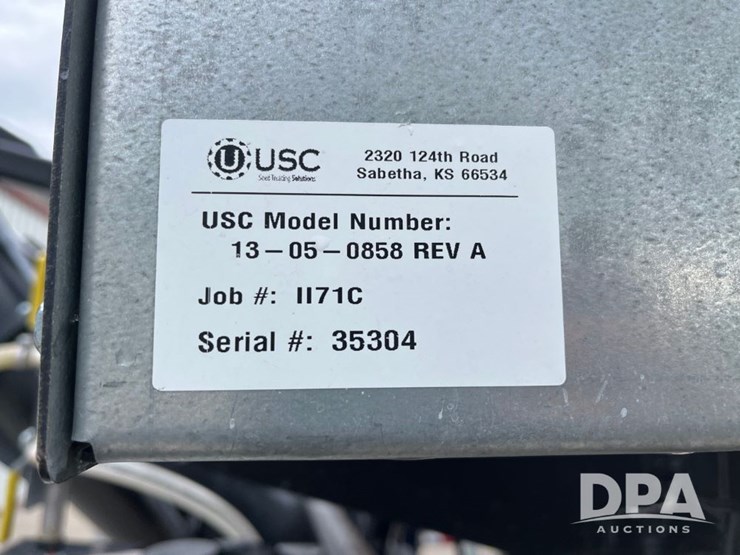 U USC
Seed Treating Solutions
2320 124th Road
Sabetha, KS 66534
USC Model Number:
13-05-0858 REV A
Job #: II71C
Serial #: 35304
DPA
AUCTIONS